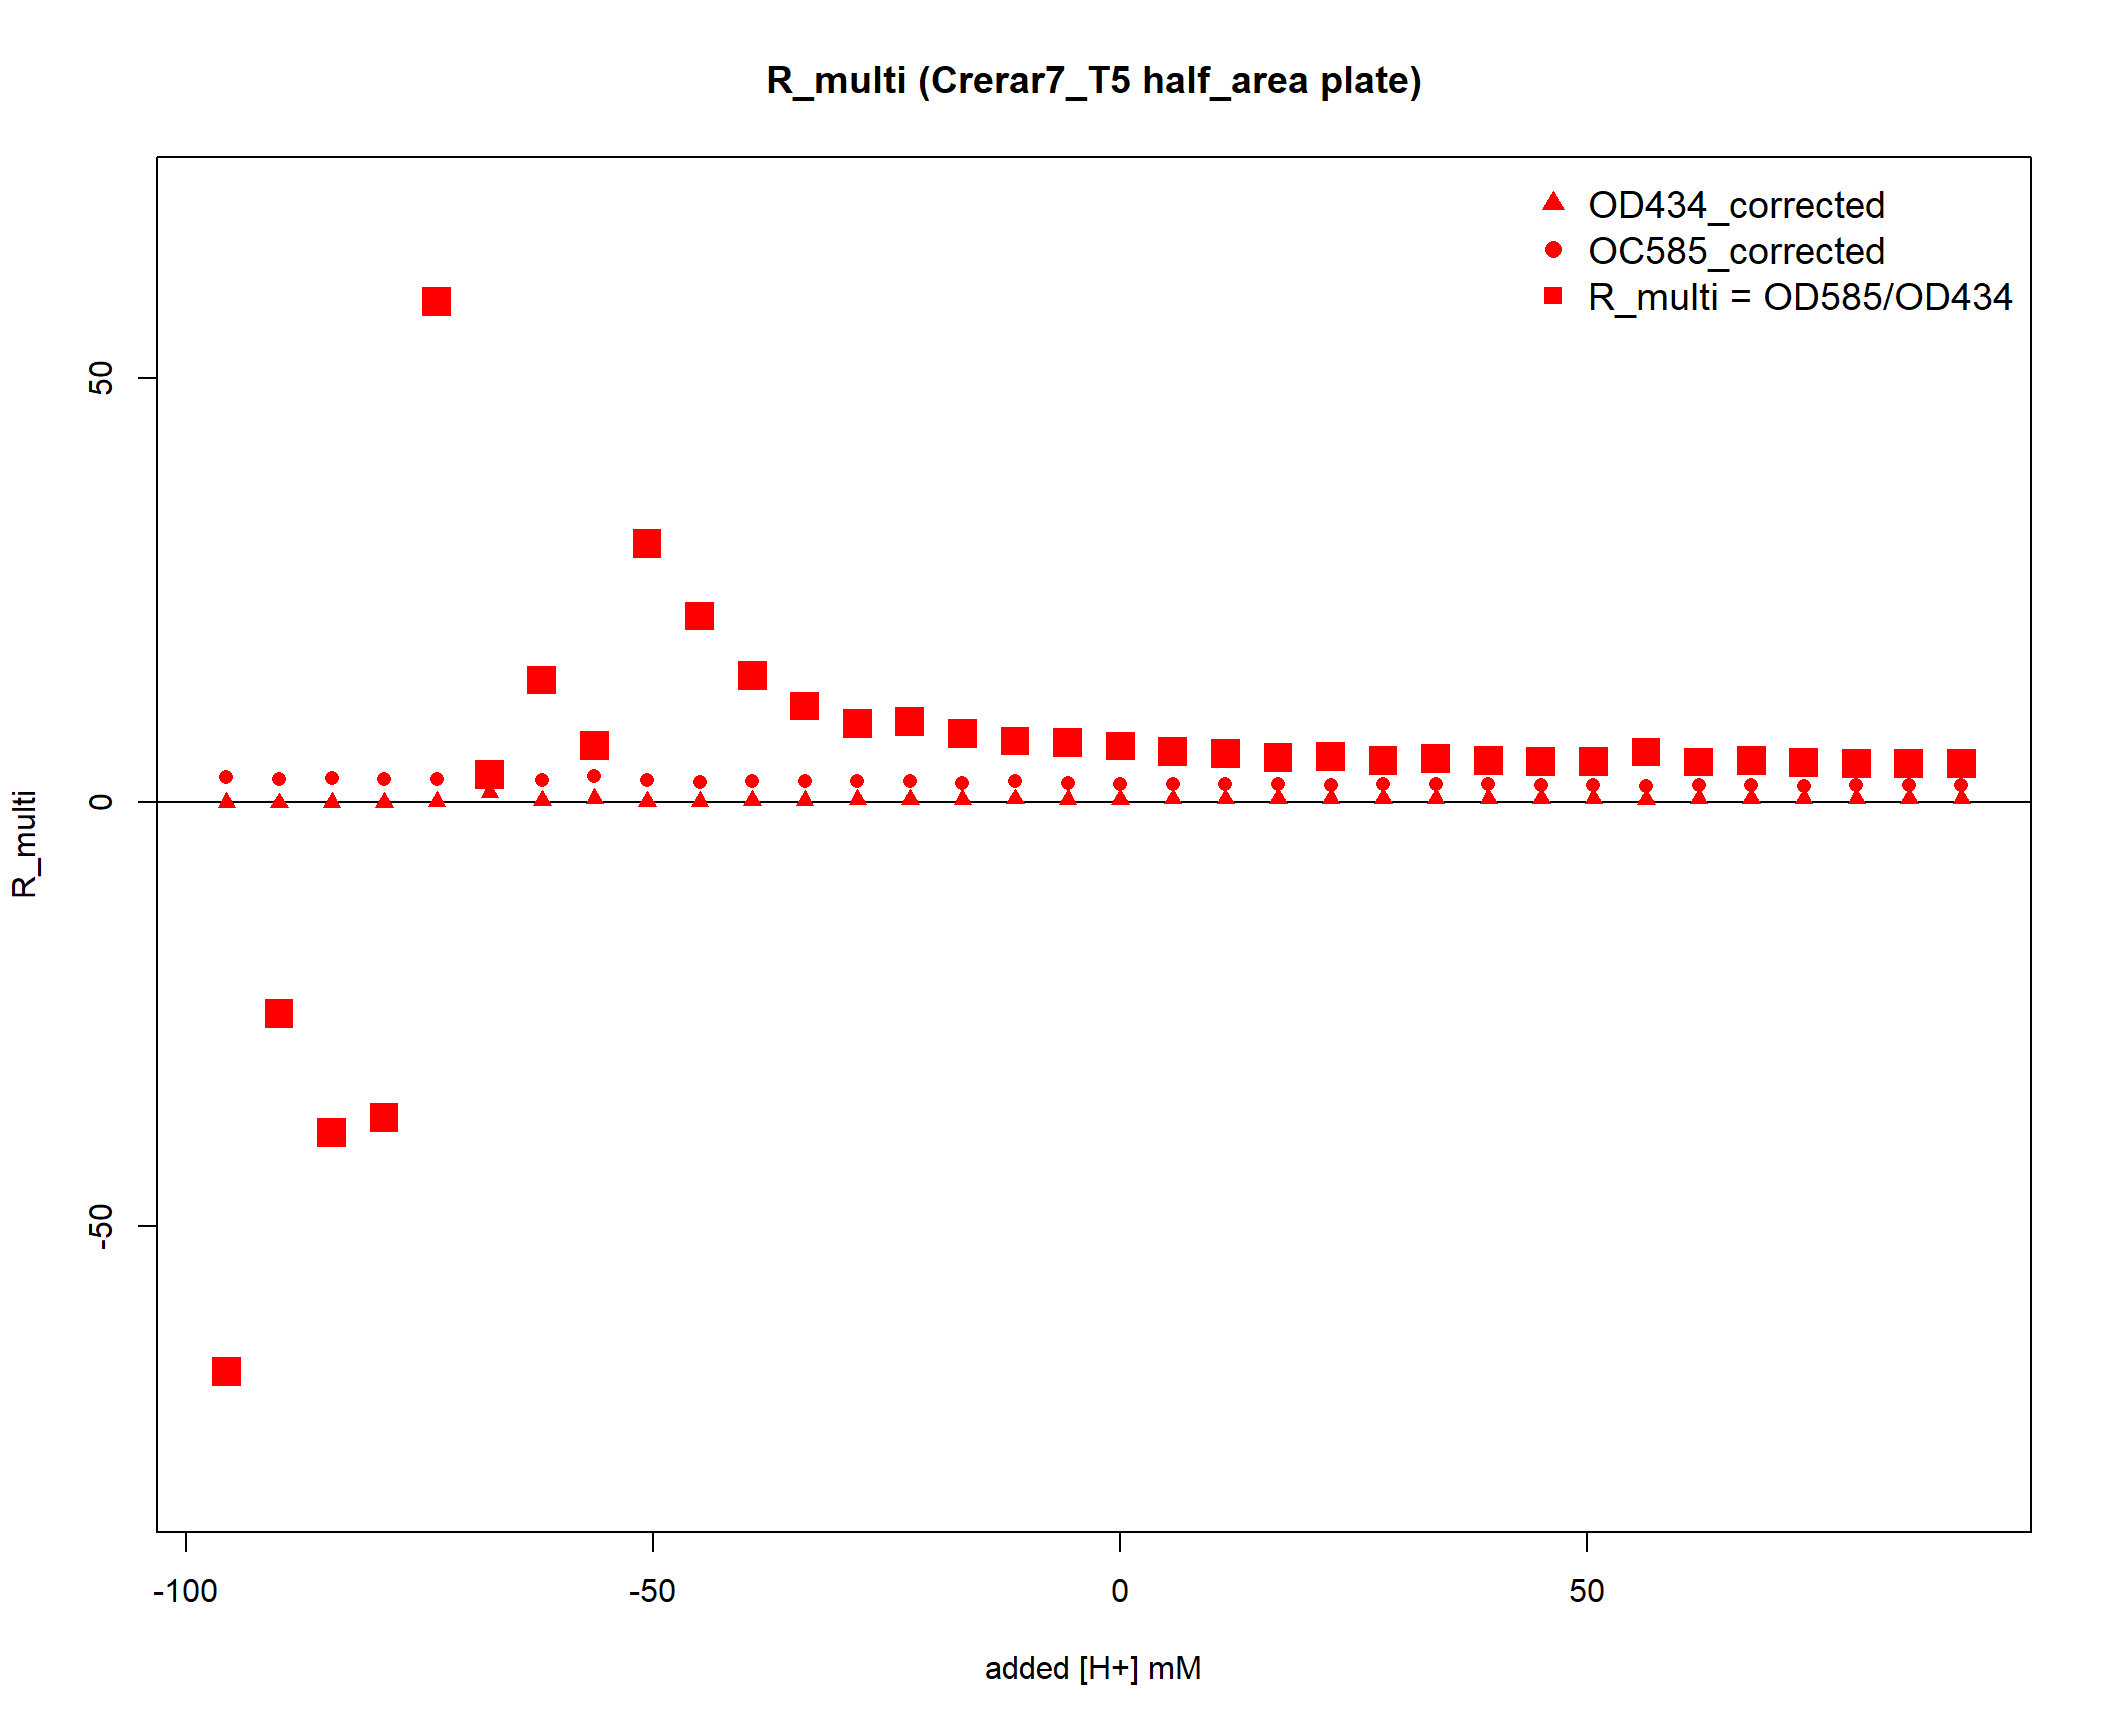 R_multi (Crerar7_T5 half_area plate)
OD434_corrected
OC585_corrected
R_multi = OD585/OD434
50
0
-50
R_multi
-100
-50
0
50
added [H+] mM